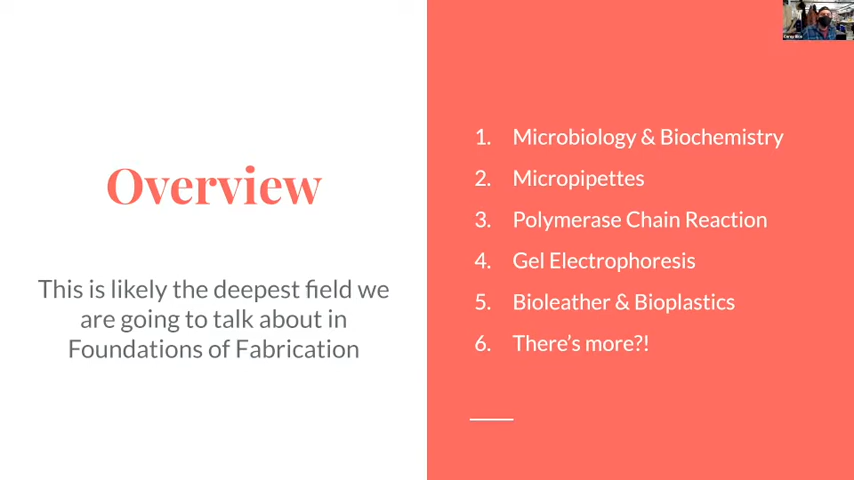 Overview
This is likely the deepest field we
are going to talk about in
Foundations of Fabrication
1. Microbiology & Biochemistry
2. Micropipettes
3. Polymerase Chain Reaction
4. Gel Electrophoresis
5. Bioleather & Bioplastics
6. There's more?!